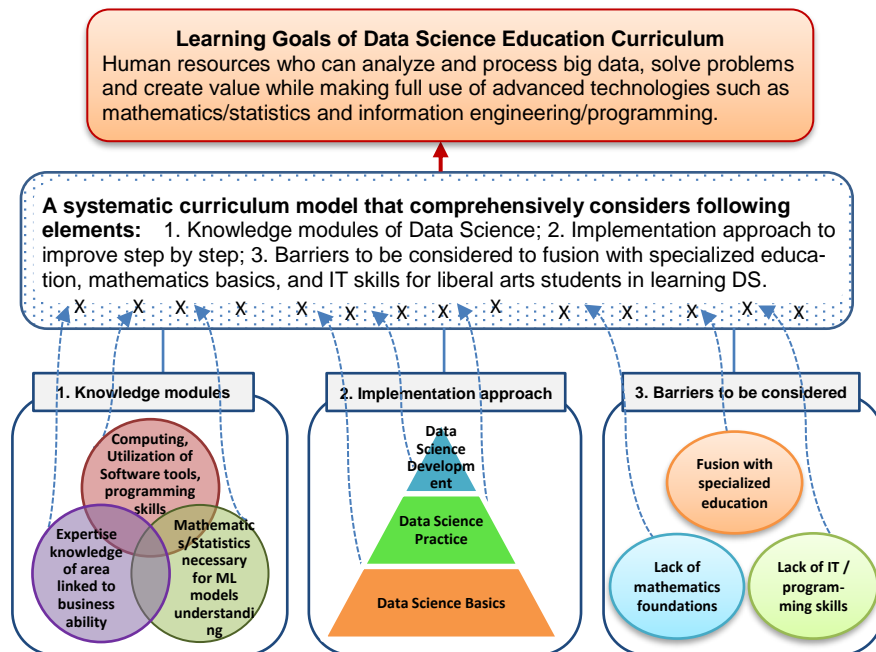 Learning Goals of Data Science Education Curriculum
Human resources who can analyze and process big data, solve problems
and create value while making full use of advanced technologies such as
mathematics/statistics and information engineering/programming.
A systematic curriculum model that comprehensively considers following
elements: 1. Knowledge modules of Data Science; 2. Implementation approach to
improve step by step; 3. Barriers to be considered to fusion with specialized educa-
tion, mathematics basics, and IT skills for liberal arts students in learning DS.
X X X X X X X X X X X X X X
1. Knowledge modules
Computing,
Utilization of
Software tools,
programming
skills
Expertise
knowledge
of area
linked to
business
ability
Mathematic
s/Statistics
necessary
for ML
models
understandi
ng
2. Implementation approach
Data
Science
Developm
ent
Data Science
Practice
Data Science Basics
3. Barriers to be considered
Fusion with
specialized
education
Lack of
mathematics
foundations
Lack of IT /
program-
ming skills